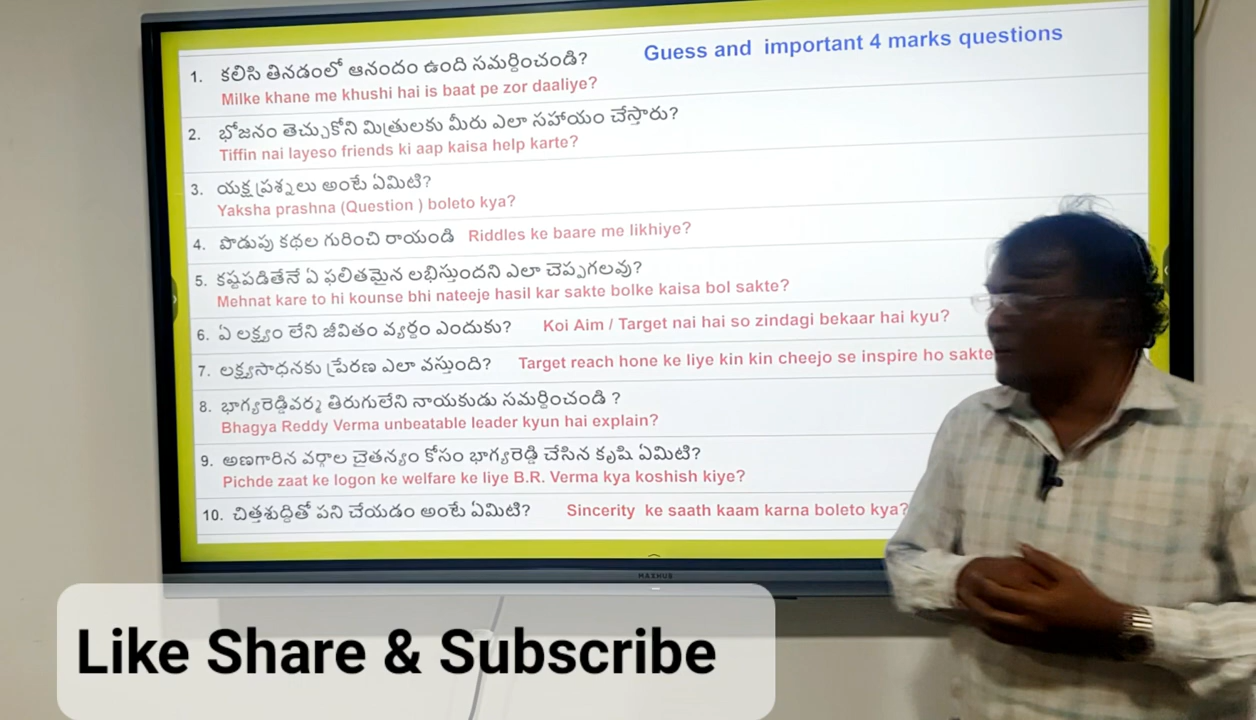 Guess and important 4 marks questions
1. కలిసి తినడంలో ఆనందం ఉంది సమర్ధించండి?
Milke khane me khushi hai is baat pe zor daaliye?
2. భోజనం తెచ్చుకోని మిత్రులకు మీరు ఎలా సహాయం చేస్తారు?
Tiffin nai layeso friends ki aap kaisa help karte?
3. యక్ష ప్రశ్నలు అంటే ఏమిటి?
Yaksha prashna (Question ) boleto kya?
4. పొడుపు కథల గురించి రాయండి Riddles ke baare me likhiye?
5. కష్టపడితేనే ఏ ఫలితమైన లభిస్తుందని ఎలా చెప్పగలవు?
Mehnat kare to hi kounse bhi nateeje hasil kar sakte bolke kaisa bol sakte?
6. ఏ లక్ష్యం లేని జీవితం వ్యర్థం ఎందుకు? Koi Aim / Target nai hai so zindagi bekaar hai kyu?
7. లక్ష్యసాధనకు ప్రేరణ ఎలా వస్తుంది? Target reach hone ke liye kin kin cheejo se inspire ho sakte
8. భాగ్యరెడ్డివర్మ తిరుగులేని నాయకుడు సమర్ధించండి ?
Bhagya Reddy Verma unbeatable leader kyun hai explain?
9. అణగారిన వర్గాల చైతన్యం కోసం భాగ్యరెడ్డి చేసిన కృషి ఏమిటి?
Pichde zaat ke logon ke welfare ke liye B.R. Verma kya koshish kiye?
10. చిత్తశుద్ధితో పని చేయడం అంటే ఏమిటి? Sincerity ke saath kaam karna boleto kya?
MAXHUB
Like Share & Subscribe